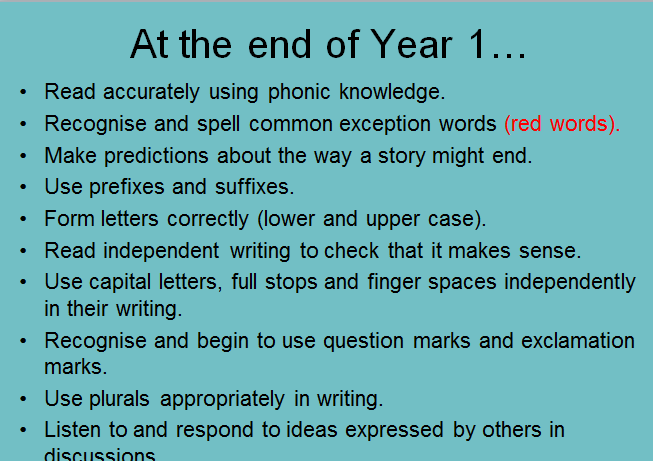 At the end of Year 1...
• Read accurately using phonic knowledge.
• Recognise and spell common exception words (red words).
• Make predictions about the way a story might end.
• Use prefixes and suffixes.
• Form letters correctly (lower and upper case).
• Read independent writing to check that it makes sense.
• Use capital letters, full stops and finger spaces independently
in their writing.
• Recognise and begin to use question marks and exclamation
marks.
• Use plurals appropriately in writing.
• Listen to and respond to ideas expressed by others in
discussions.